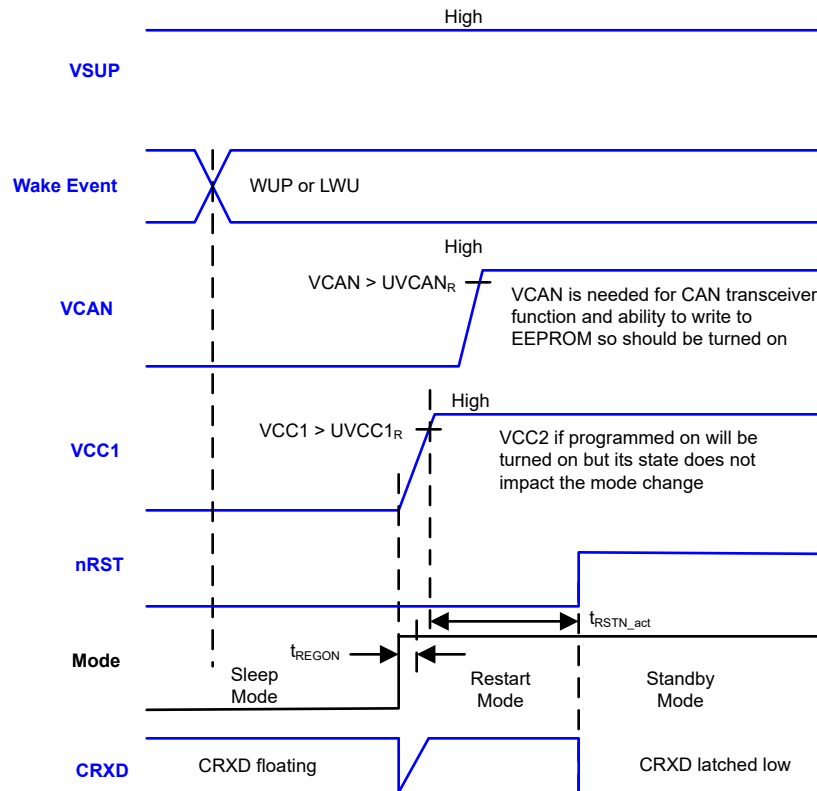 High
VSUP
Wake Event
WUP or LWU
High
VCAN > UVCANR
VCAN
VCAN is needed for CAN transceiver
function and ability to write to
EEPROM so should be turned on
High
VCC1 > UVCC1R
VCC1
VCC2 if programmed on will be
turned on but its state does not
impact the mode change
nRST
tRSTN_act
Mode
tREGON
Sleep
Mode
Restart
Mode
Standby
Mode
CRXD
CRXD floating
CRXD latched low